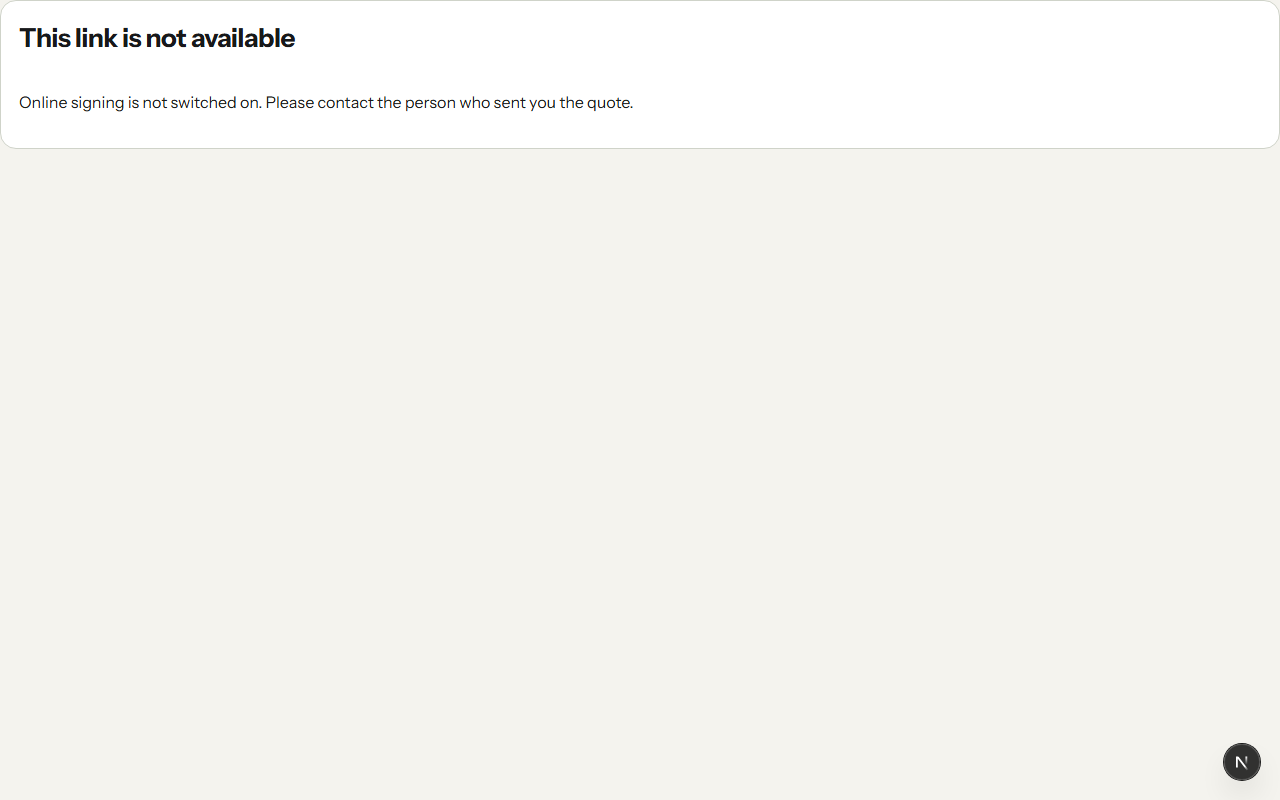 This link is not available
Online signing is not switched on. Please contact the person who sent you the quote.
N